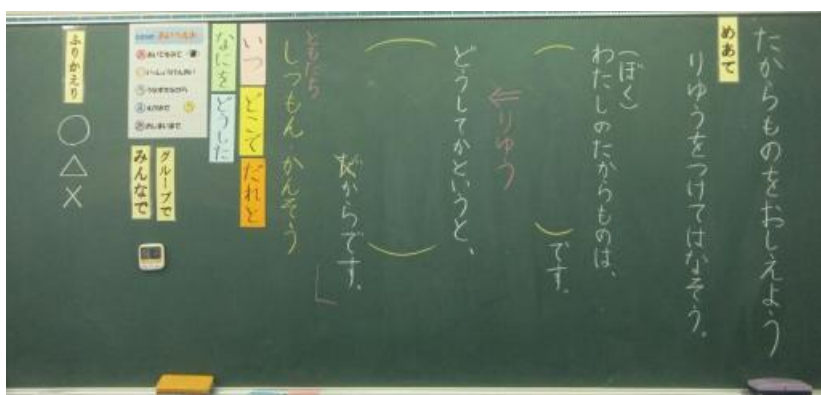 たからものをおしえよう
めあて
りゆうをつけてはなそう。
(ぼく)
わたしのたからものは、
です。
⇐りゆう
どうしてかというと、
だからです。
ともだち
しつもん かんそう
いつ
どこで
だれと
なにを
どうした
グループで
みんなで
ふりかえり
○
△
×